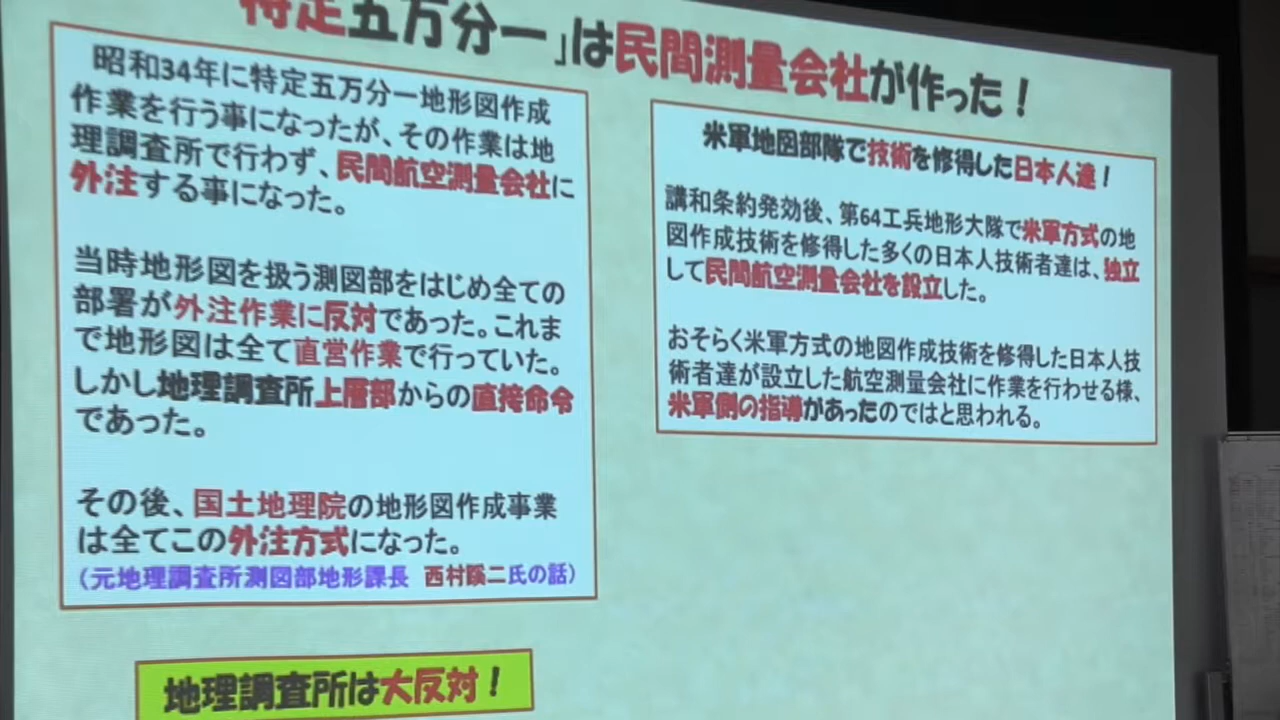 特定五万分一」は民間測量会社が作った！
昭和34年に特定五万分一地形図作成
作業を行う事になったが、その作業は地
理調査所で行わず、民間航空測量会社に
外注する事になった。
当時地形図を扱う測図部をはじめ全ての
部署が外注作業に反対であった。これま
で地形図は全て直営作業で行っていた。
しかし地理調査所上層部からの直接命令
であった。
その後、国土地理院の地形図作成事業
は全てこの外注方式になった。
（元地理調査所測図部地形課長 西村蹊二氏の話）
地理調査所は大反対！
米軍地図部隊で技術を修得した日本人達！
講和条約発効後、第64工兵地形大隊で米軍方式の地
図作成技術を修得した多くの日本人技術者達は、独立
して民間航空測量会社を設立した。
おそらく米軍方式の地図作成技術を修得した日本人技
術者達が設立した航空測量会社に作業を行わせる様、
米軍側の指導があったのではと思われる。